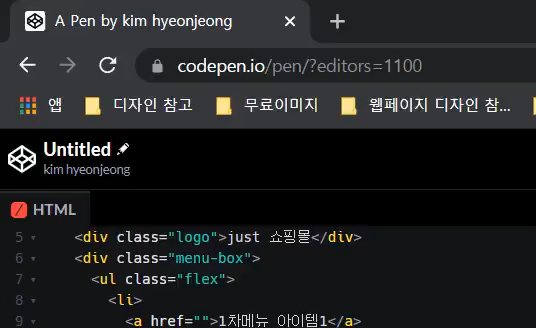 A Pen by kim hyeonjeong
codepen.io/pen/?editors=1100
앱 디자인 참고 무료이미지 웹페이지 디자인 참...
Untitled
kim hyeonjeong
HTML
5 <div class="logo">just 쇼핑몽</div>
6 <div class="menu-box">
7 <ul class="flex">
8 <li>
9 <a href="">1차메뉴 아이템1</a>